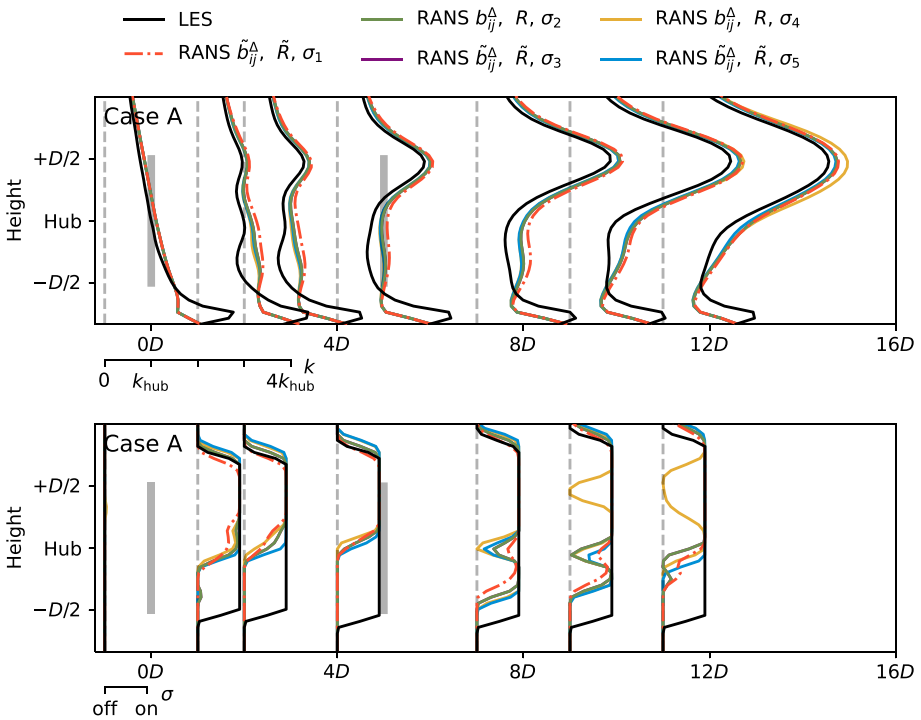 LES
RANS b̃ᵢⱼ^Δ, R̃, σ₁
RANS bᵢⱼ^Δ, R, σ₂
RANS b̃ᵢⱼ^Δ, R̃, σ₃
RANS bᵢⱼ^Δ, R, σ₄
RANS b̃ᵢⱼ^Δ, R̃, σ₅
Case A
Height
+D/2
Hub
−D/2
0D 4D 8D 12D 16D
k
0 k_hub 4k_hub
Case A
Height
+D/2
Hub
−D/2
0D 4D 8D 12D 16D
σ
off on